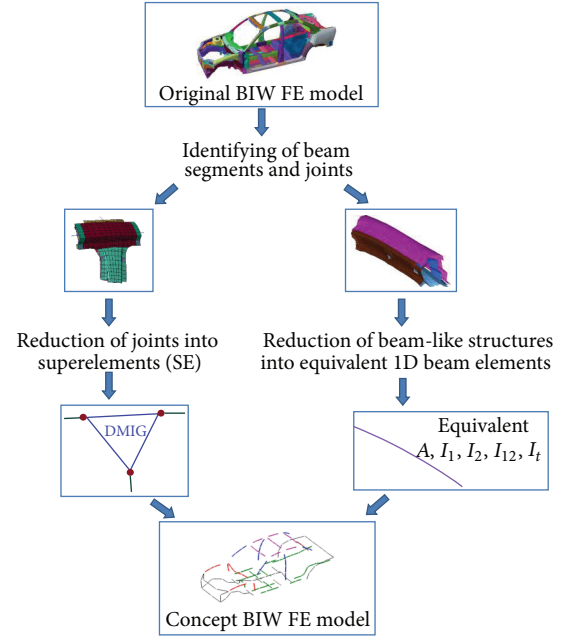 Original BIW FE model
Identifying of beam
segments and joints
Reduction of joints into
superelements (SE)
Reduction of beam-like structures
into equivalent 1D beam elements
DMIG
Equivalent
A, I₁, I₂, I₁₂, Iₜ
Concept BIW FE model